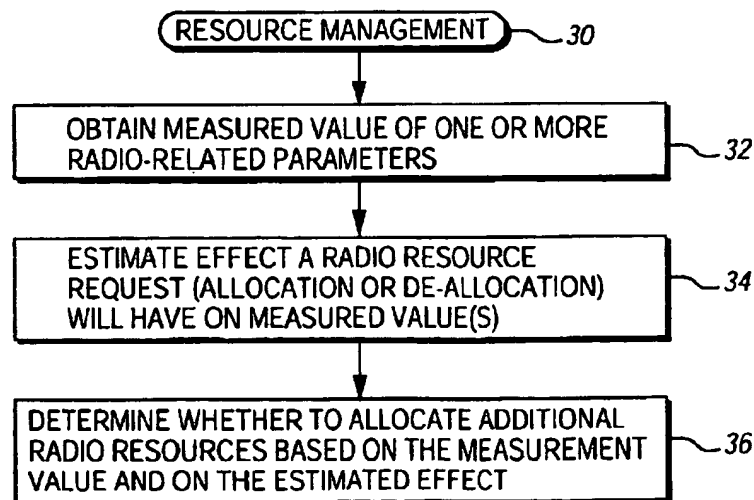 RESOURCE MANAGEMENT
30
OBTAIN MEASURED VALUE OF ONE OR MORE
RADIO-RELATED PARAMETERS
32
ESTIMATE EFFECT A RADIO RESOURCE
REQUEST (ALLOCATION OR DE-ALLOCATION)
WILL HAVE ON MEASURED VALUE(S)
34
DETERMINE WHETHER TO ALLOCATE ADDITIONAL
RADIO RESOURCES BASED ON THE MEASUREMENT
VALUE AND ON THE ESTIMATED EFFECT
36